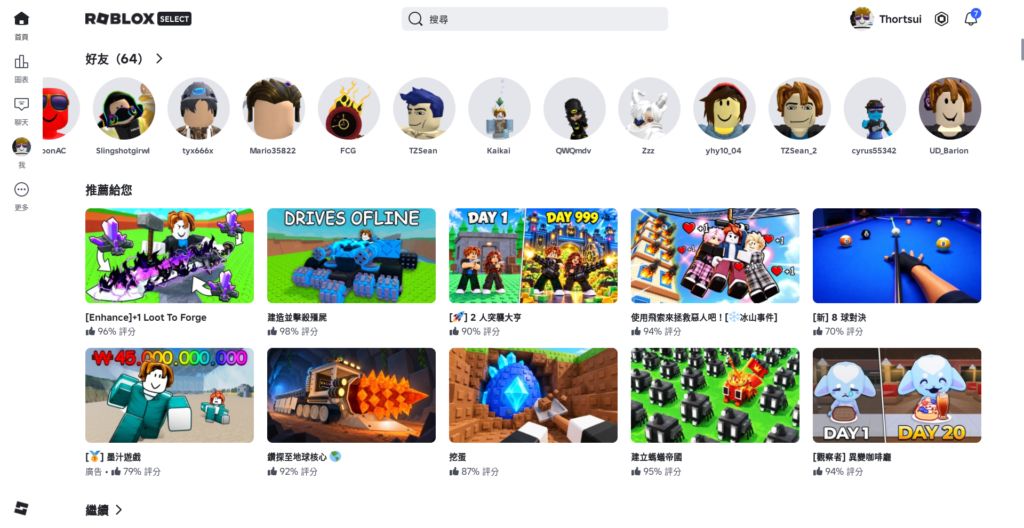 ROBLOX SELECT
搜尋
Thortsui
7
首頁
圖表
聊天
我
更多
好友（64）
oonAC
Slingshotgirwl
tyx666x
Mario35822
FCG
TZSean
Kaikai
QWQmdv
Zzz
yhy10_04
TZSean_2
cyrus55342
UD_Barion
推薦給您
DRIVES OFLINE
DAY 1
DAY 999
+1
+1
+1
+1
[Enhance]+1 Loot To Forge
96% 評分
建造並擊殺殭屍
98% 評分
[🚀] 2 人突襲大亨
90% 評分
使用飛索來拯救惡人吧！[❄️冰山事件]
94% 評分
[新] 8 球對決
70% 評分
₩45,000,000,000
DAY 1
DAY 20
[🥇] 墨汁遊戲
廣告 • 79% 評分
鑽探至地球核心 🌎
92% 評分
挖蛋
87% 評分
建立螞蟻帝國
95% 評分
[觀察者] 異變咖啡廳
94% 評分
繼續